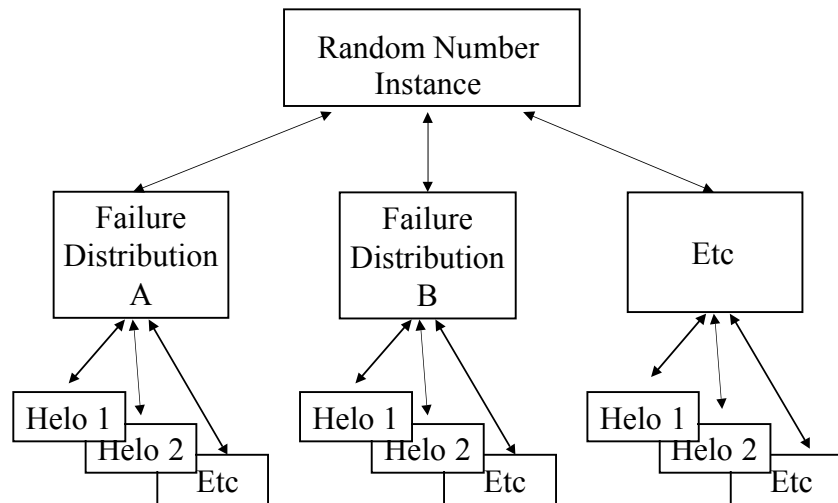 Random Number
Instance
Failure
Distribution
A
Failure
Distribution
B
Etc
Helo 1
Helo 2
Etc
Helo 1
Helo 2
Etc
Helo 1
Helo 2
Etc